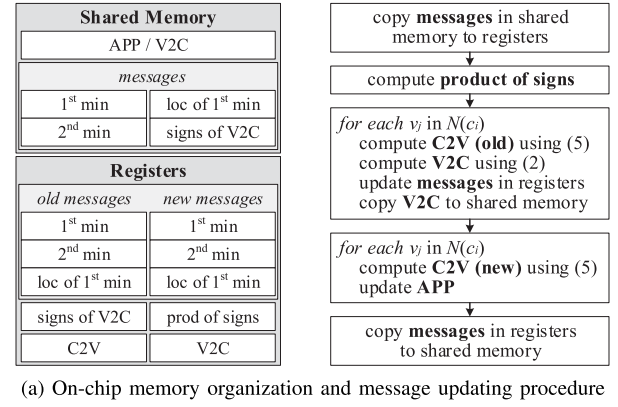 Shared Memory
APP / V2C
messages
1st min
loc of 1st min
2nd min
signs of V2C
Registers
old messages
new messages
1st min
1st min
2nd min
2nd min
loc of 1st min
loc of 1st min
signs of V2C
prod of signs
C2V
V2C
copy messages in shared
memory to registers
compute product of signs
for each vj in N(ci)
compute C2V (old) using (5)
compute V2C using (2)
update messages in registers
copy V2C to shared memory
for each vj in N(ci)
compute C2V (new) using (5)
update APP
copy messages in registers
to shared memory
(a) On-chip memory organization and message updating procedure